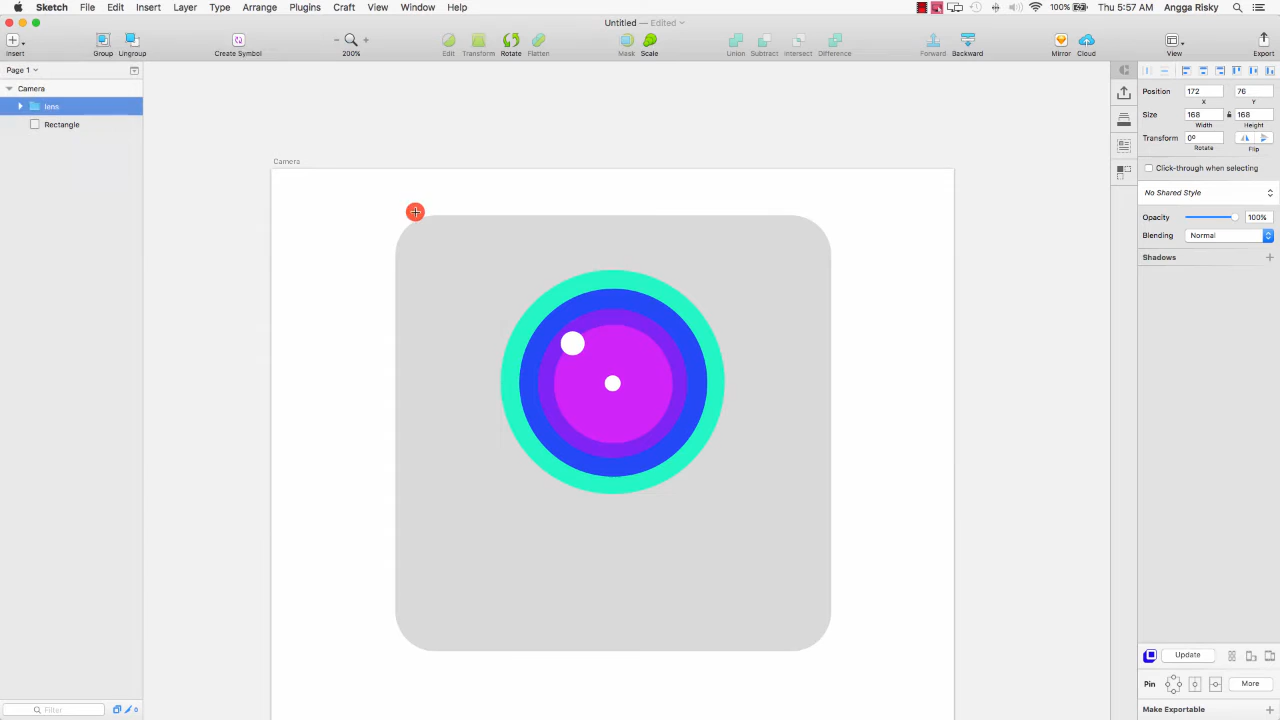 Sketch File Edit Insert Layer Type Arrange Plugins Craft View Window Help 100% Thu 5:57 AM Angga Risky
Untitled — Edited
Insert Group Ungroup Create Symbol 200% Edit Transform Rotate Flatten Mask Scale Union Subtract Intersect Difference Forward Backward Mirror Cloud View Export
Page 1
Camera
lens
Rectangle
Filter 0
Camera
Position 172 76
X Y
Size 168 168
Width Height
Transform 0º
Rotate Flip
Click-through when selecting
No Shared Style
Opacity 100%
Blending Normal
Shadows
Update
Pin More
Make Exportable